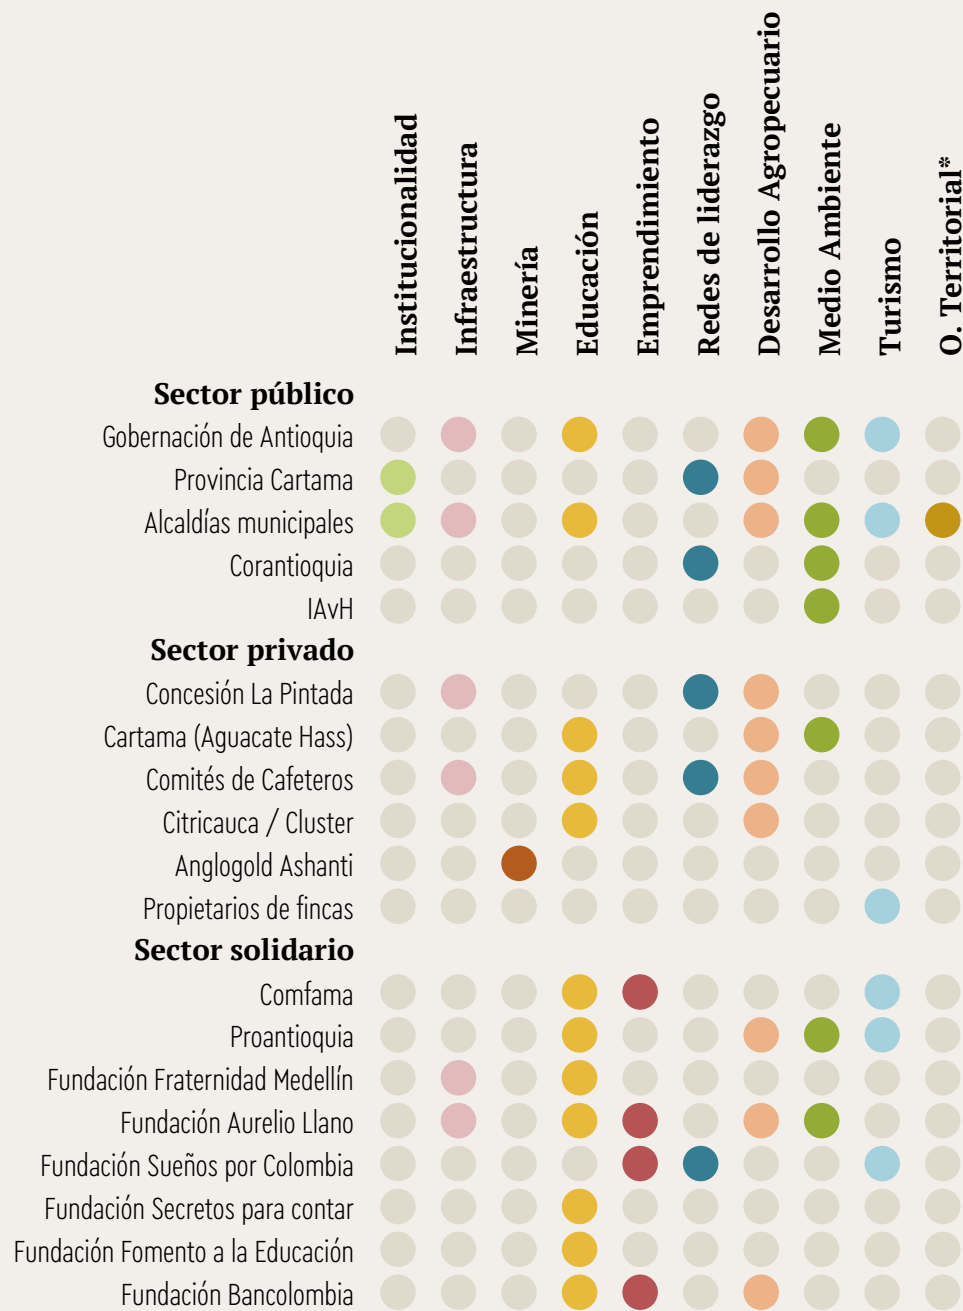 Institucionalidad
Infraestructura
Minería
Educación
Emprendimiento
Redes de liderazgo
Desarrollo Agropecuario
Medio Ambiente
Turismo
O. Territorial*
Sector público
Gobernación de Antioquia
Provincia Cartama
Alcaldías municipales
Corantioquia
IAvH
Sector privado
Concesión La Pintada
Cartama (Aguacate Hass)
Comités de Cafeteros
Citricauca / Cluster
Anglogold Ashanti
Propietarios de fincas
Sector solidario
Comfama
Proantioquia
Fundación Fraternidad Medellín
Fundación Aurelio Llano
Fundación Sueños por Colombia
Fundación Secretos para contar
Fundación Fomento a la Educación
Fundación Bancolombia